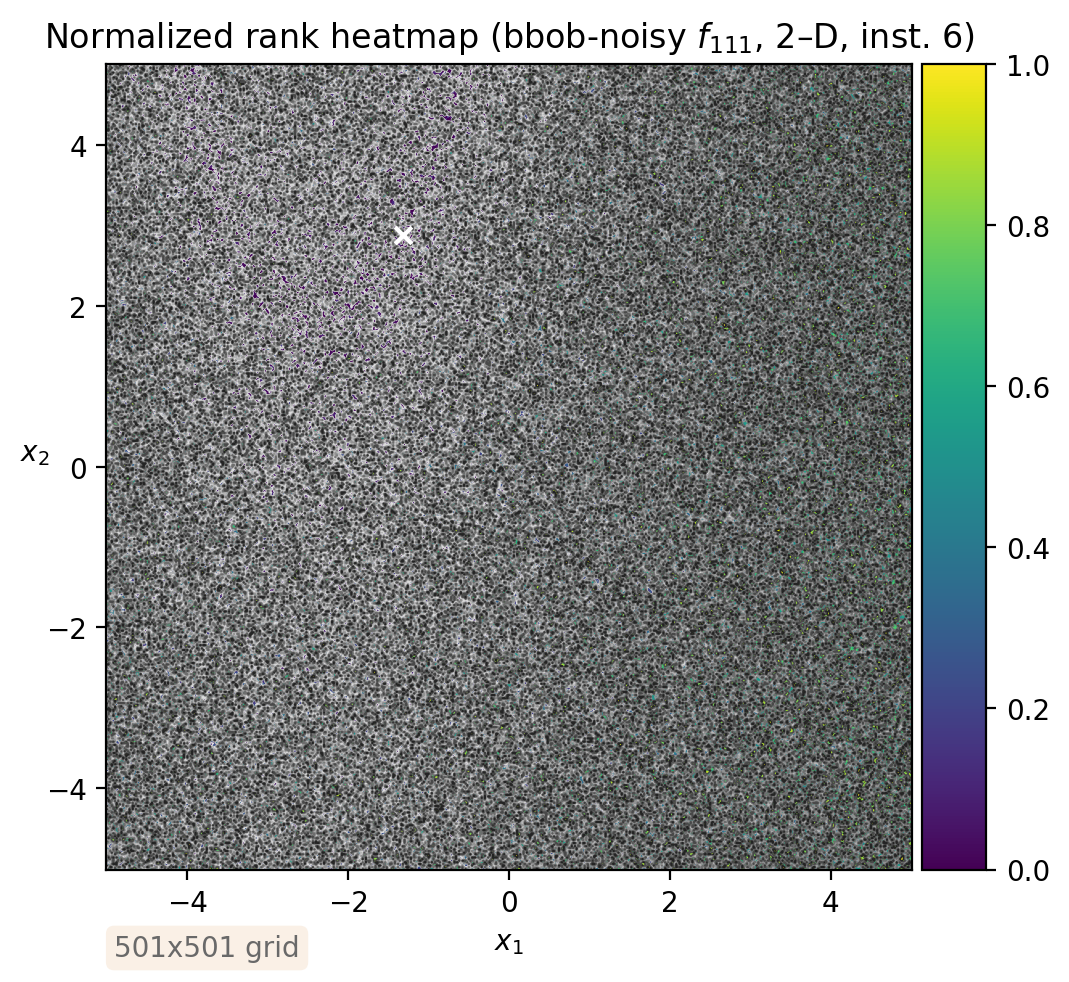 Normalized rank heatmap (bbob-noisy f₁₁₁, 2–D, inst. 6)
1.0
4
0.8
2
0.6
x₂
0
0.4
−2
0.2
−4
0.0
−4 −2 0 2 4
x₁
501x501 grid